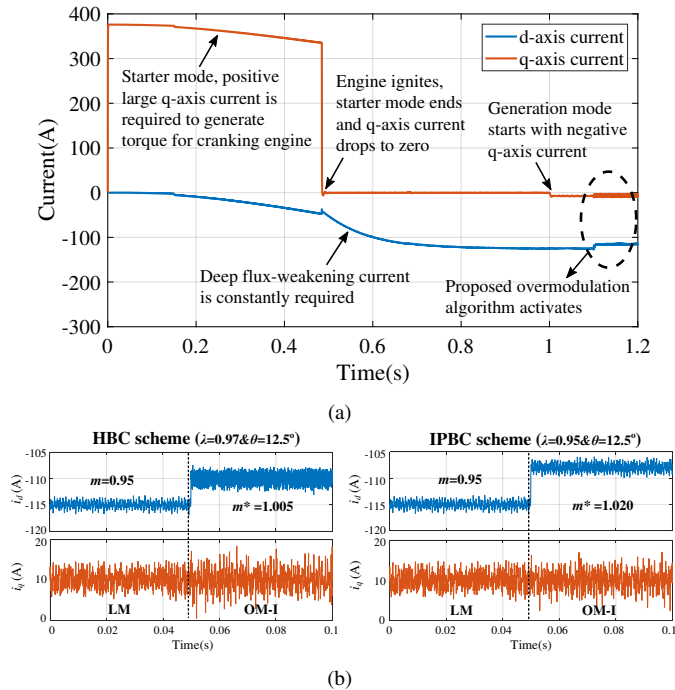 400
300
200
100
0
-100
-200
-300
Current(A)
d-axis current
q-axis current
Starter mode, positive
large q-axis current is
required to generate
torque for cranking engine
Engine ignites,
starter mode ends
and q-axis current
drops to zero
Generation mode
starts with negative
q-axis current
Deep flux-weakening current
is constantly required
Proposed overmodulation
algorithm activates
0 0.2 0.4 0.6 0.8 1 1.2
Time(s)
(a)
HBC scheme (λ=0.97&θ=12.5°)
-105
-110
-115
-120
i_d (A)
m=0.95
m* =1.005
20
10
0
i_q (A)
LM
OM-I
0 0.02 0.04 0.06 0.08 0.1
Time(s)
IPBC scheme (λ=0.95&θ=12.5°)
-105
-110
-115
-120
i_d (A)
m=0.95
m* =1.020
20
10
0
i_q (A)
LM
OM-I
0 0.02 0.04 0.06 0.08 0.1
Time(s)
(b)